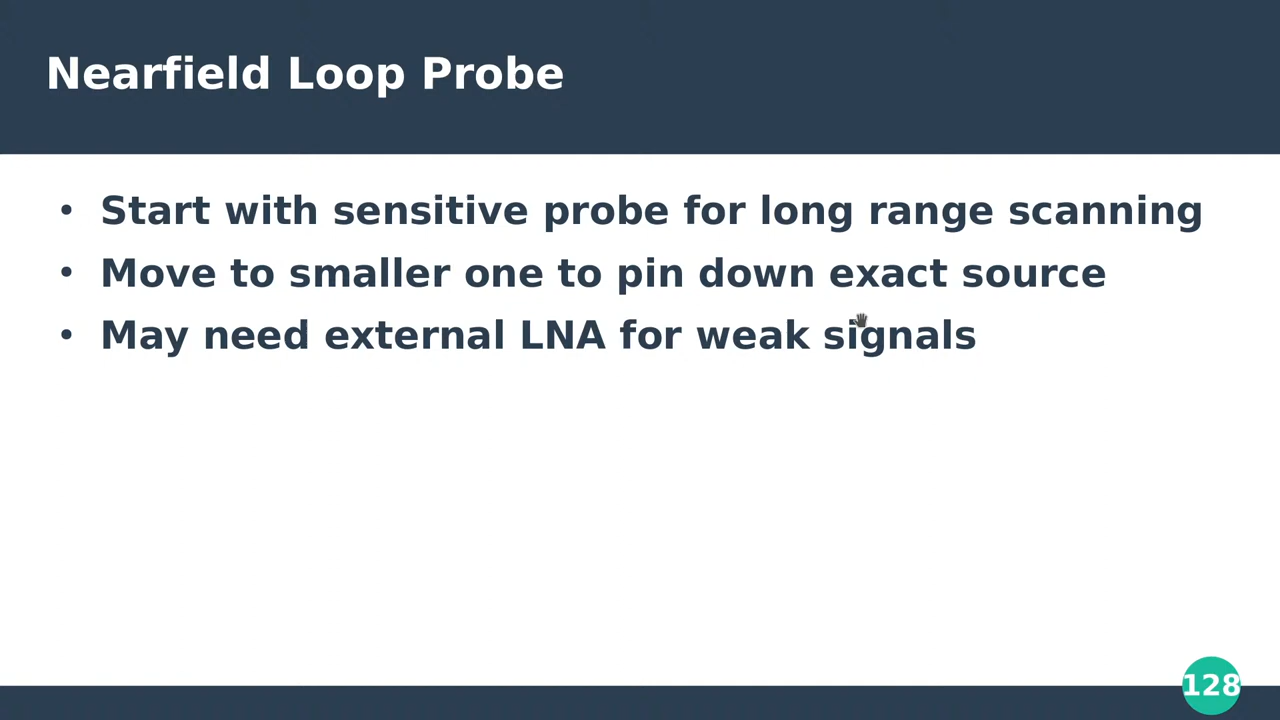 Nearfield Loop Probe
• Start with sensitive probe for long range scanning
• Move to smaller one to pin down exact source
• May need external LNA for weak signals
128